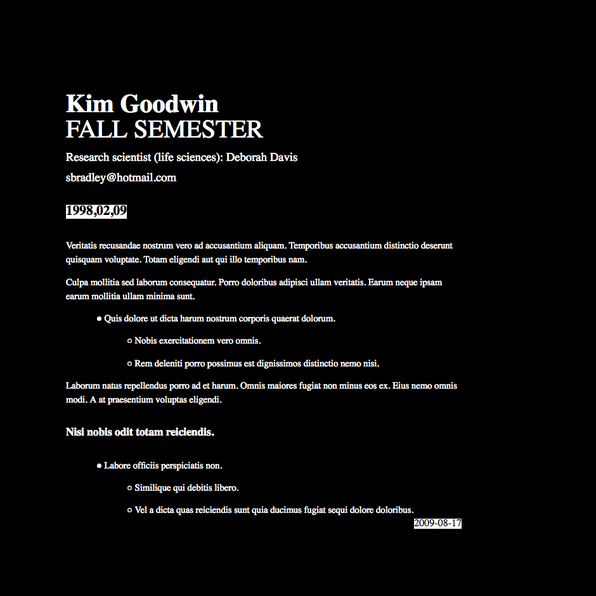 Kim Goodwin
FALL SEMESTER
Research scientist (life sciences): Deborah Davis
sbradley@hotmail.com
1998,02,09
Veritatis recusandae nostrum vero ad accusantium aliquam. Temporibus accusantium distinctio deserunt
quisquam voluptate. Totam eligendi aut qui illo temporibus nam.
Culpa mollitia sed laborum consequatur. Porro doloribus adipisci ullam veritatis. Earum neque ipsam
earum mollitia ullam minima sunt.
Quis dolore ut dicta harum nostrum corporis quaerat dolorum.
Nobis exercitationem vero omnis.
Rem deleniti porro possimus est dignissimos distinctio nemo nisi.
Laborum natus repellendus porro ad et harum. Omnis maiores fugiat non minus eos ex. Eius nemo omnis
modi. A at praesentium voluptas eligendi.
Nisi nobis odit totam reiciendis.
Labore officiis perspiciatis non.
Similique qui debitis libero.
Vel a dicta quas reiciendis sunt quia ducimus fugiat sequi dolore doloribus.
2009-08-17